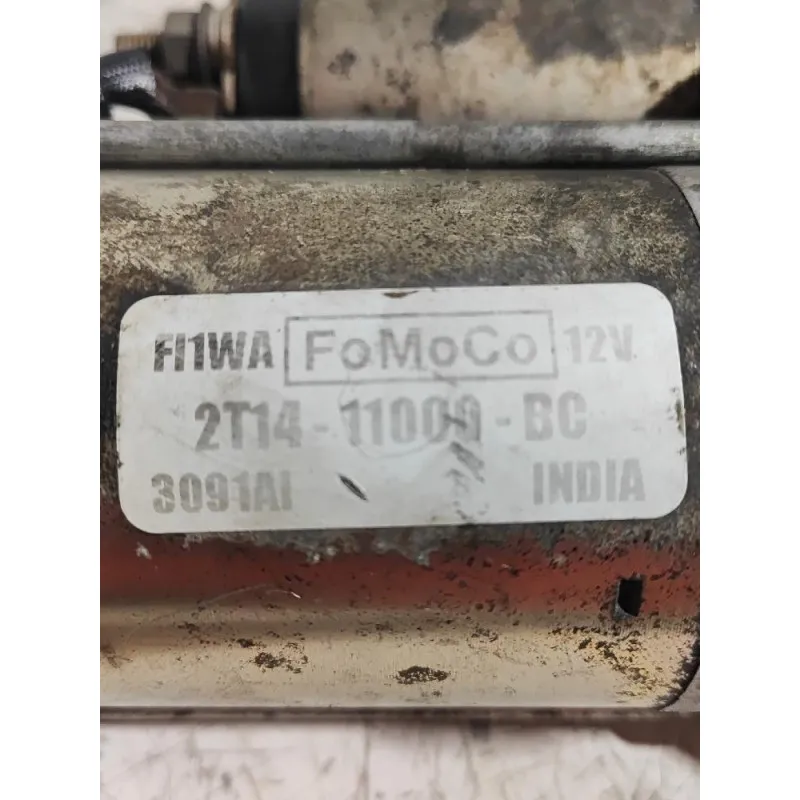 FI1WA FoMoCo 12V.
2T14-11000-BC
3091AI INDIA